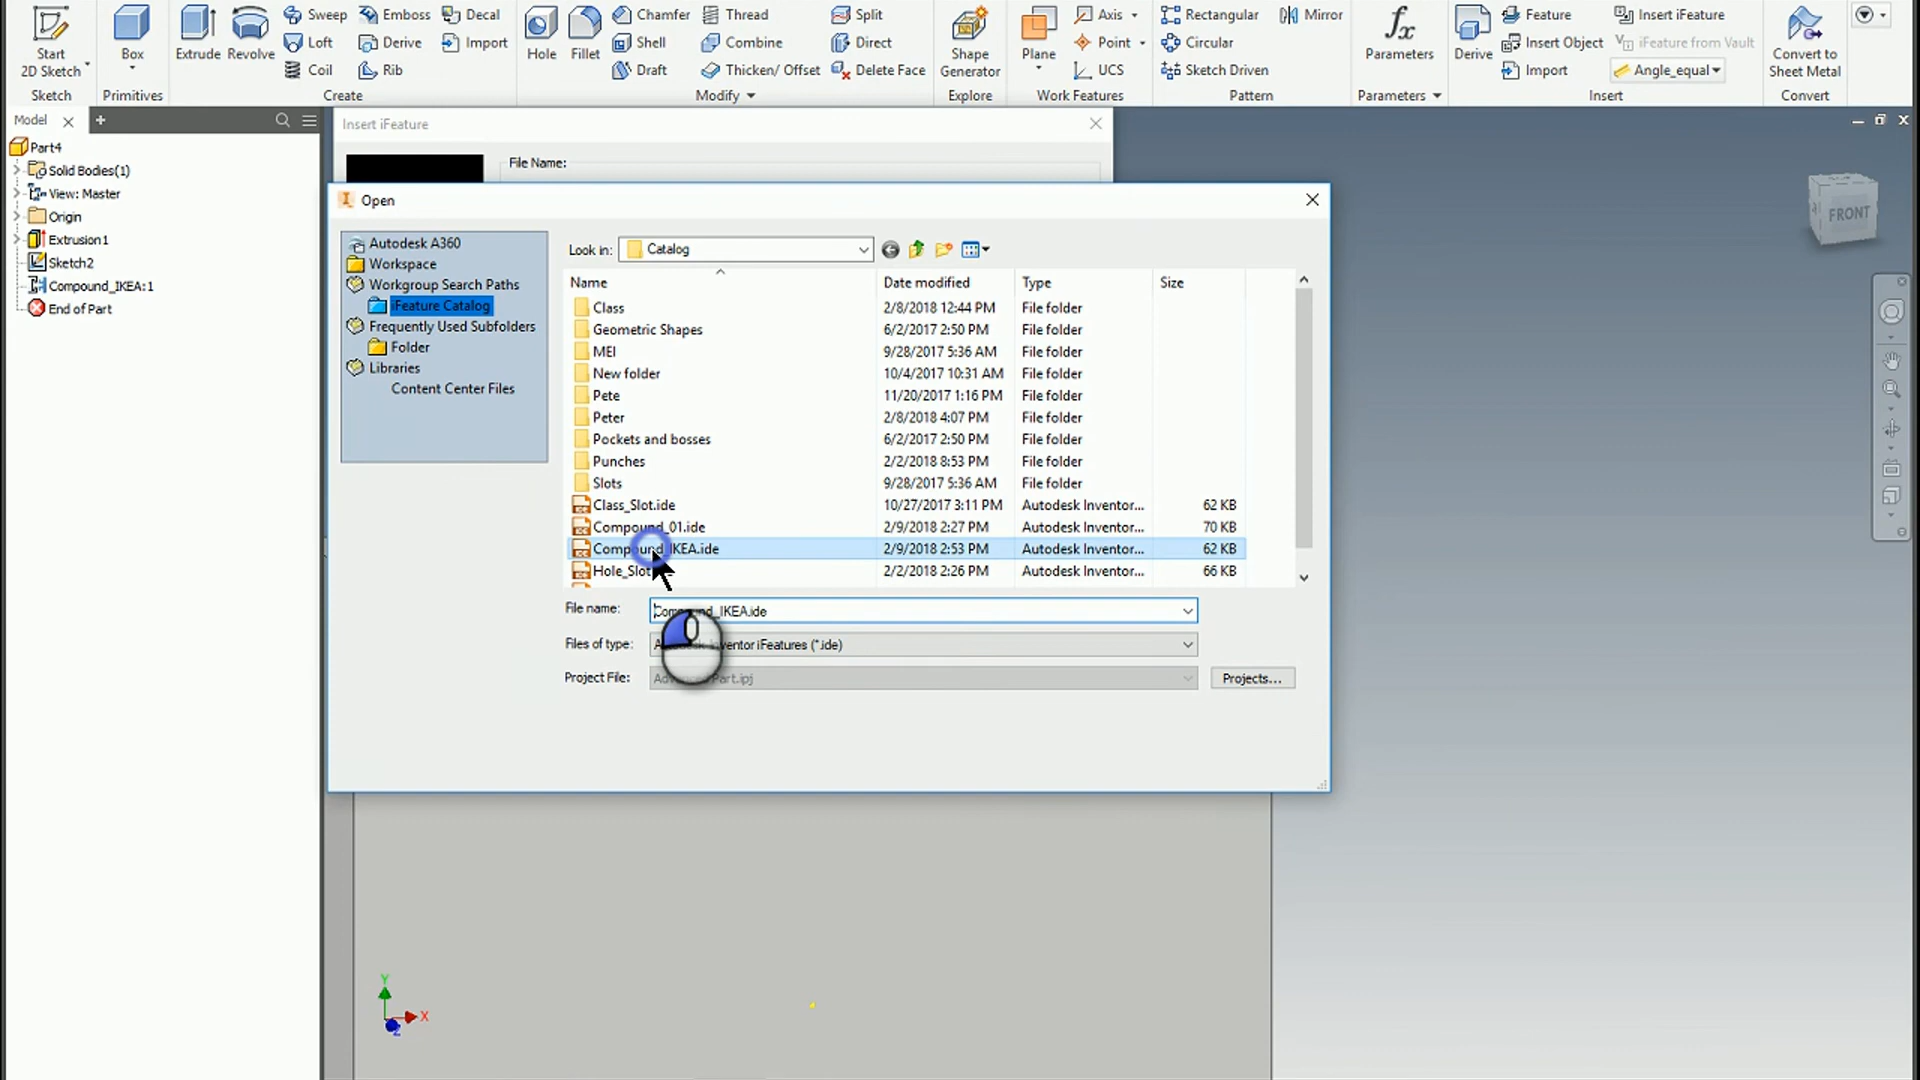 Start
2D Sketch
Sketch
Box
Primitives
Extrude
Revolve
Sweep
Loft
Coil
Emboss
Derive
Rib
Decal
Import
Create
Hole
Fillet
Chamfer
Shell
Draft
Thread
Combine
Thicken/ Offset
Split
Direct
Delete Face
Modify
Shape
Generator
Explore
Plane
Axis
Point
UCS
Work Features
Rectangular
Circular
Sketch Driven
Mirror
Pattern
fx
Parameters
Parameters
Derive
Feature
Insert Object
Import
Insert iFeature
iFeature from Vault
Angle_equal
Insert
Convert to
Sheet Metal
Convert
Model
Part4
Solid Bodies(1)
View: Master
Origin
Extrusion1
Sketch2
Compound_IKEA:1
End of Part
Insert iFeature
File Name:
Open
Autodesk A360
Workspace
Workgroup Search Paths
iFeature Catalog
Frequently Used Subfolders
Folder
Libraries
Content Center Files
Look in: Catalog
Name Date modified Type Size
Class 2/8/2018 12:44 PM File folder
Geometric Shapes 6/2/2017 2:50 PM File folder
MEI 9/28/2017 5:36 AM File folder
New folder 10/4/2017 10:31 AM File folder
Pete 11/20/2017 1:16 PM File folder
Peter 2/8/2018 4:07 PM File folder
Pockets and bosses 6/2/2017 2:50 PM File folder
Punches 2/2/2018 8:53 PM File folder
Slots 9/28/2017 5:36 AM File folder
Class_Slot.ide 10/27/2017 3:11 PM Autodesk Inventor... 62 KB
Compound_01.ide 2/9/2018 2:27 PM Autodesk Inventor... 70 KB
Compound_IKEA.ide 2/9/2018 2:53 PM Autodesk Inventor... 62 KB
Hole_Slot 2/2/2018 2:26 PM Autodesk Inventor... 66 KB
File name: Compound_IKEA.ide
Files of type: Autodesk Inventor iFeatures (*.ide)
Project File: Advanced Part.ipj
Projects...
FRONT
Y
X
Z